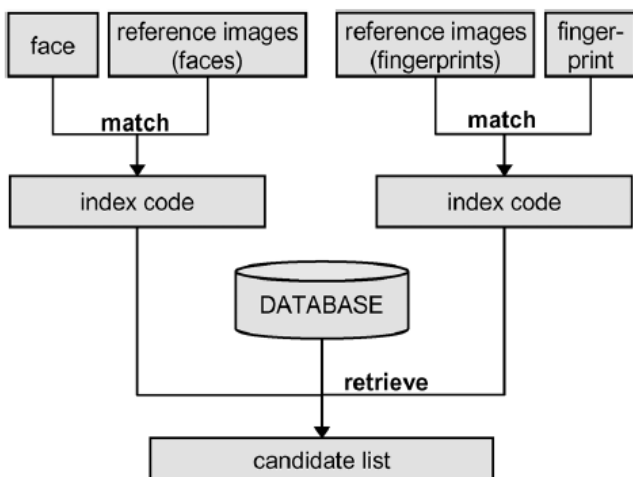 face
reference images
(faces)
reference images
(fingerprints)
finger-
print
match
match
index code
index code
DATABASE
retrieve
candidate list